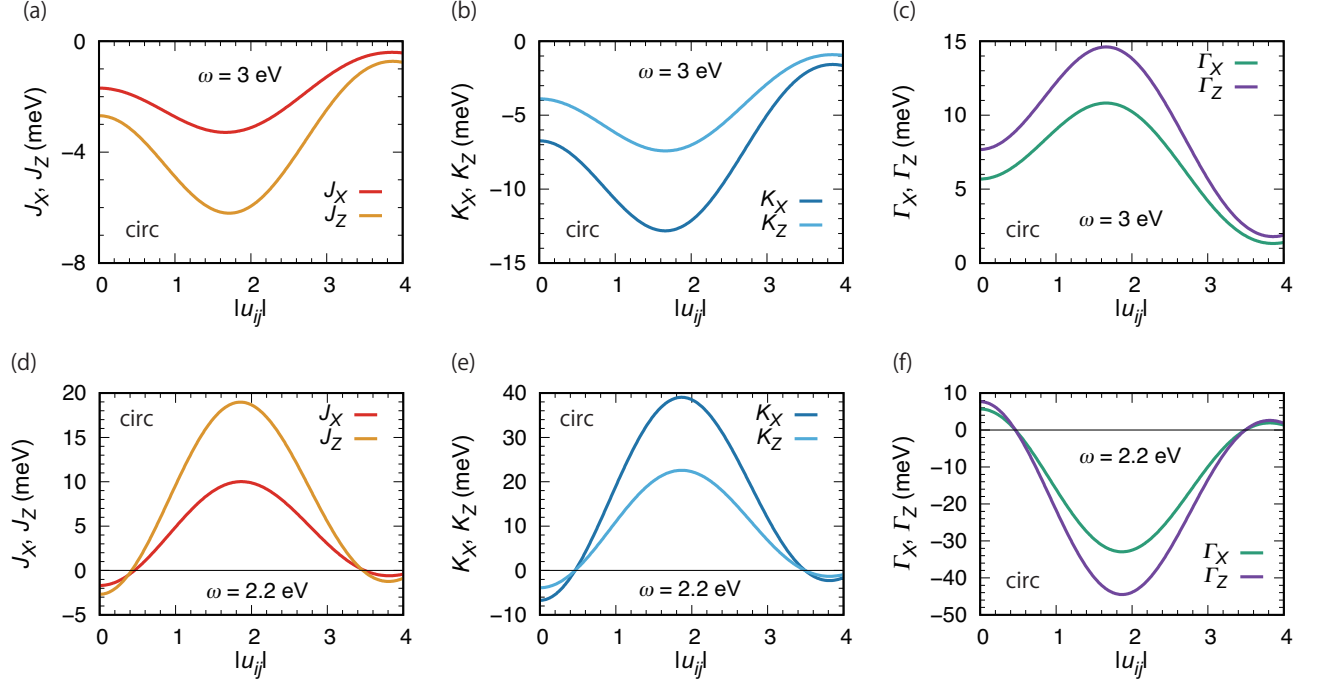 (a)
J_X, J_Z (meV)
0
−4
−8
ω = 3 eV
J_X
J_Z
circ
0 1 2 3 4
|u_ij|
(b)
K_X, K_Z (meV)
0
−5
−10
−15
ω = 3 eV
K_X
K_Z
circ
0 1 2 3 4
|u_ij|
(c)
Γ_X, Γ_Z (meV)
15
10
5
0
Γ_X
Γ_Z
circ
ω = 3 eV
0 1 2 3 4
|u_ij|
(d)
J_X, J_Z (meV)
20
15
10
5
0
−5
circ
J_X
J_Z
ω = 2.2 eV
0 1 2 3 4
|u_ij|
(e)
K_X, K_Z (meV)
40
30
20
10
0
−10
circ
K_X
K_Z
ω = 2.2 eV
0 1 2 3 4
|u_ij|
(f)
Γ_X, Γ_Z (meV)
10
0
−10
−20
−30
−40
−50
ω = 2.2 eV
Γ_X
Γ_Z
circ
0 1 2 3 4
|u_ij|